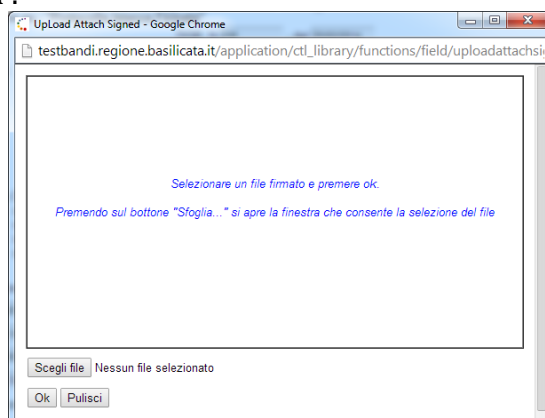 UpLoad Attach Signed - Google Chrome
testbandi.regione.basilicata.it/application/ctl_library/functions/field/uploadattachsi
Selezionare un file firmato e premere ok.
Premendo sul bottone "Sfoglia..." si apre la finestra che consente la selezione del file
Scegli file Nessun file selezionato
Ok Pulisci